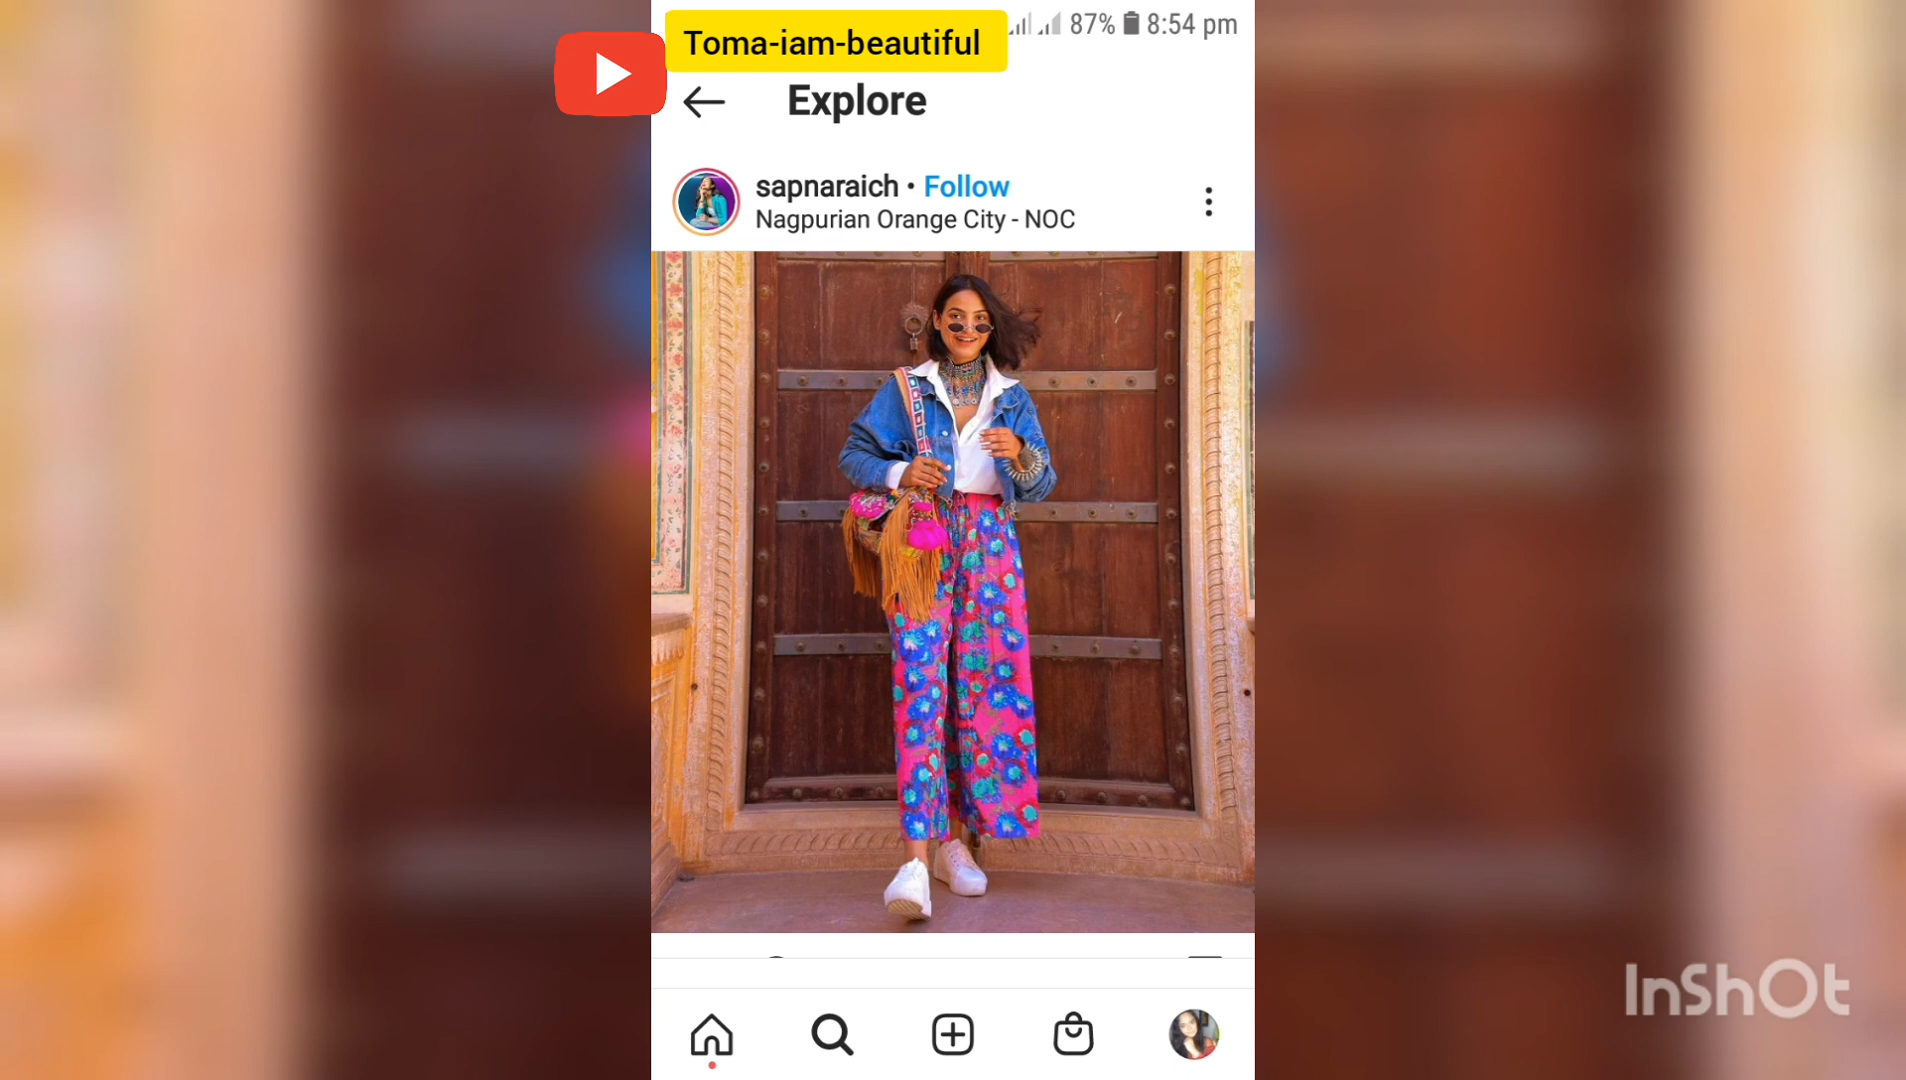 Toma-iam-beautiful
87% 8:54 pm
Explore
sapnaraich • Follow
Nagpurian Orange City - NOC
InShOt